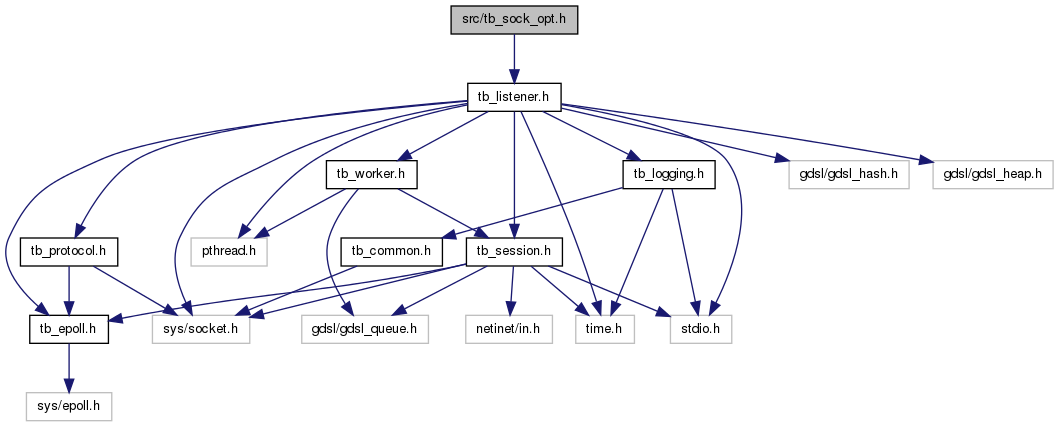 src/tb_sock_opt.h
tb_listener.h
tb_worker.h
tb_logging.h
gdsl/gdsl_hash.h
gdsl/gdsl_heap.h
tb_protocol.h
pthread.h
tb_common.h
tb_session.h
tb_epoll.h
sys/socket.h
gdsl/gdsl_queue.h
netinet/in.h
time.h
stdio.h
sys/epoll.h